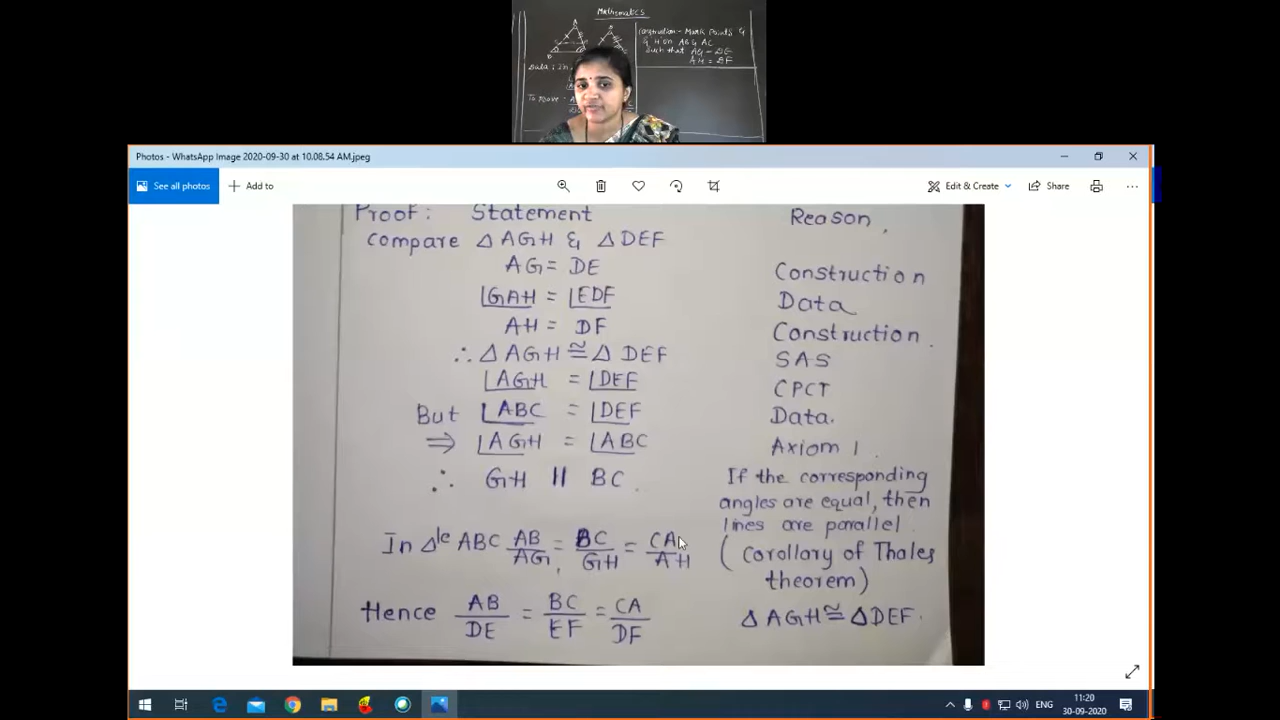 Mathematics
Construction - Mark Points G
& H on AB & AC
Such that AG = DE
AH = DF
Data : In
To Prove -
Photos - WhatsApp Image 2020-09-30 at 10.08.54 AM.jpeg
See all photos + Add to Edit & Create Share
Proof : Statement Reason,
Compare △ AGH & △ DEF
AG = DE Construction
∠GAH = ∠EDF Data
AH = DF Construction.
∴ △ AGH ≅ △ DEF SAS
∠AGH = ∠DEF CPCT
But ∠ABC = ∠DEF Data.
⇒ ∠AGH = ∠ABC Axiom 1.
∴ GH || BC. If the corresponding
angles are equal, then
lines are parallel
In △le ABC AB/AG = BC/GH = CA/AH (Corollary of Thales
theorem)
Hence AB/DE = BC/EF = CA/DF △ AGH ≅ △DEF.
ENG
11:20
30-09-2020